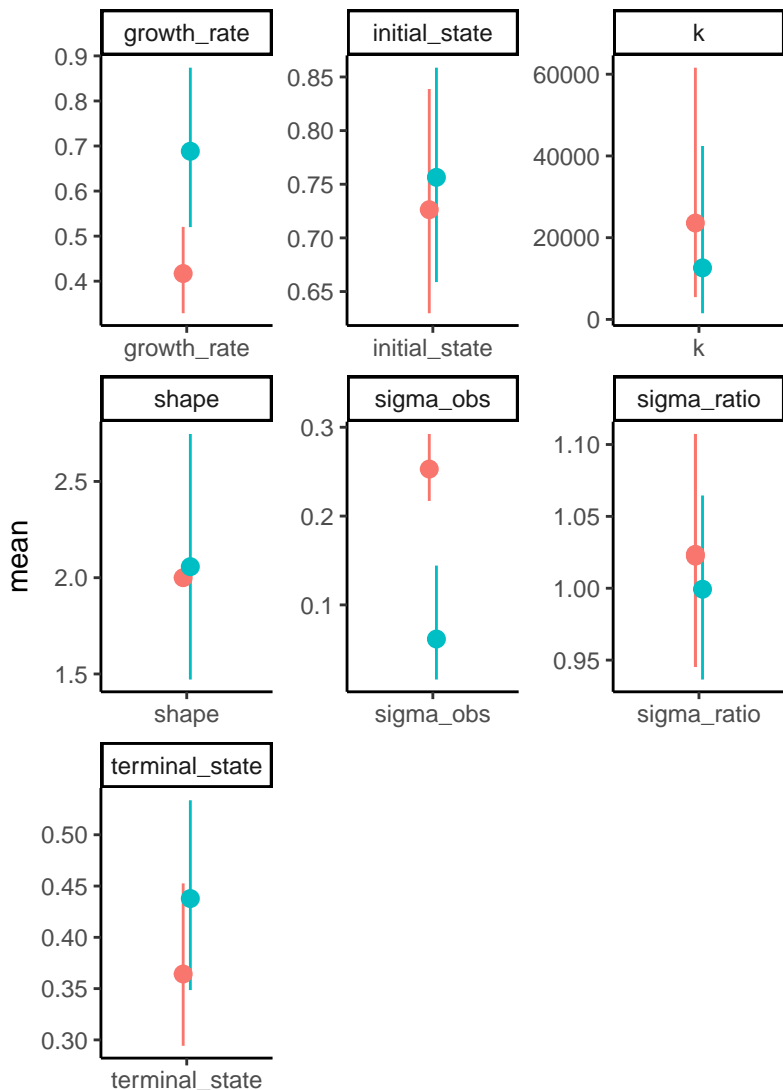 growth_rate
initial_state
k
0.9
0.8
0.7
0.6
0.5
0.4
growth_rate
0.85
0.80
0.75
0.70
0.65
initial_state
60000
40000
20000
0
k
shape
sigma_obs
sigma_ratio
mean
2.5
2.0
1.5
shape
0.3
0.2
0.1
sigma_obs
1.10
1.05
1.00
0.95
sigma_ratio
terminal_state
0.50
0.45
0.40
0.35
0.30
terminal_state